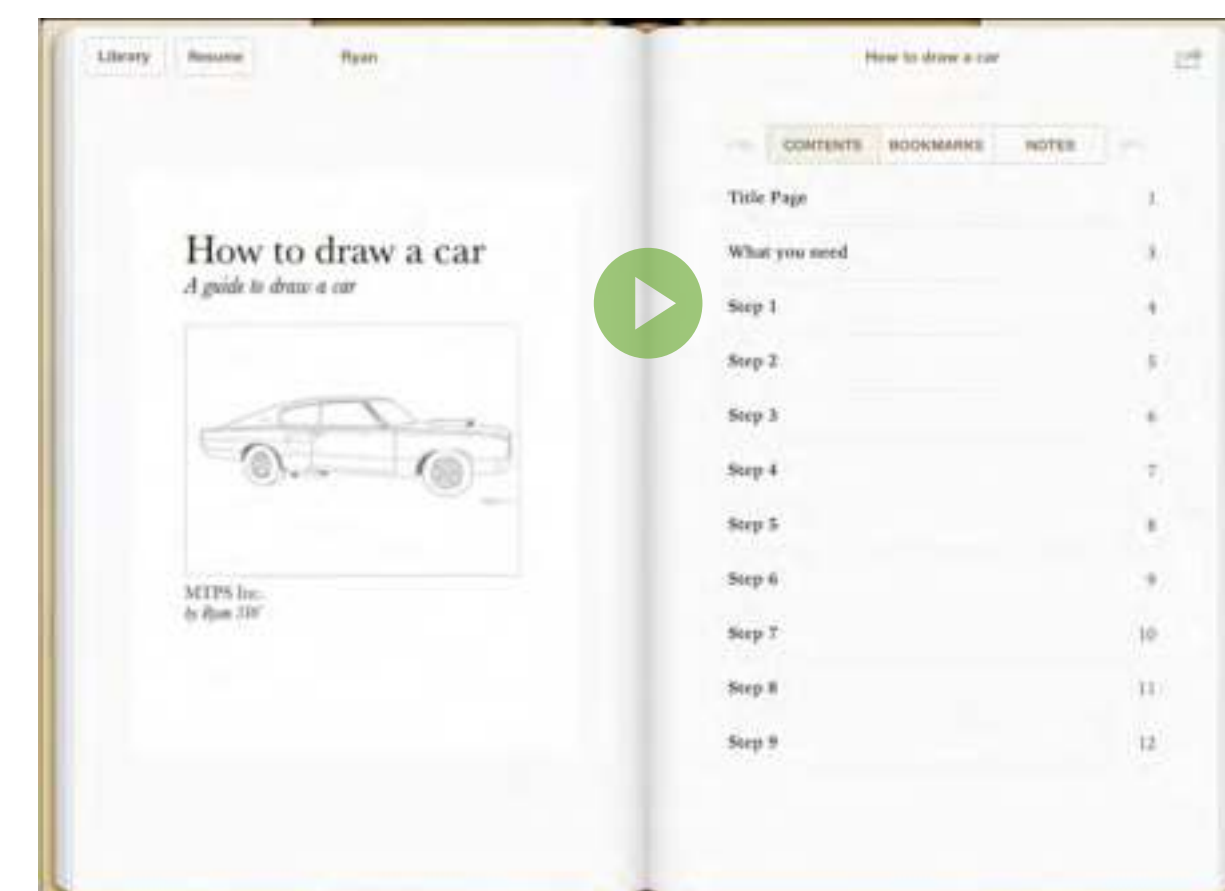 Library Resume Ryan
How to draw a car
A guide to draw a car
MTPS Inc.
by Ryan
How to draw a car
CONTENTS BOOKMARKS NOTES
Title Page 1
What you need 3
Step 1 4
Step 2 5
Step 3 6
Step 4 7
Step 5 8
Step 6 9
Step 7 10
Step 8 11
Step 9 12